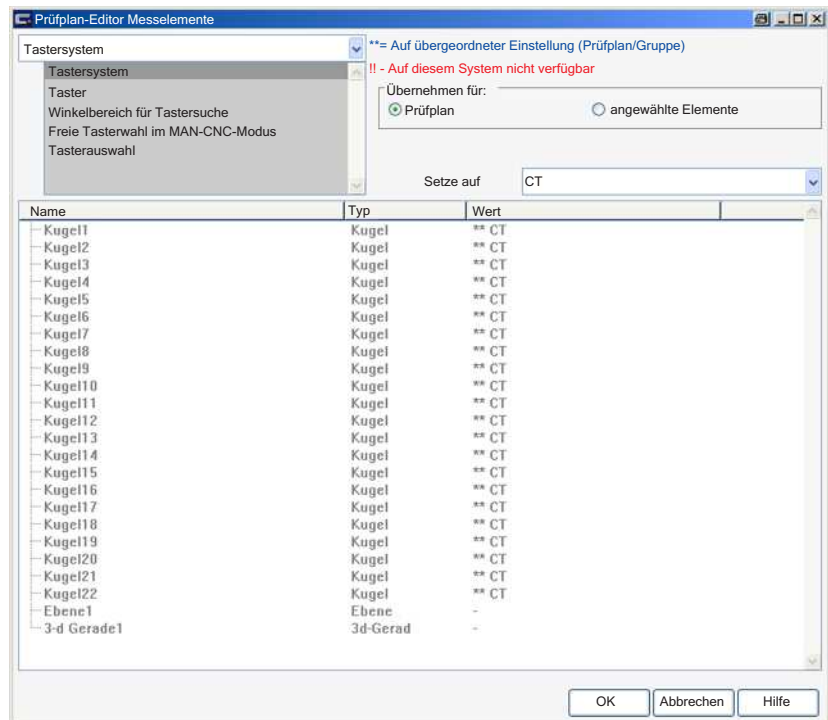 Prüfplan-Editor Messelemente
Tastersystem
**= Auf übergeordneter Einstellung (Prüfplan/Gruppe)
!! - Auf diesem System nicht verfügbar
Tastersystem
Taster
Winkelbereich für Tastersuche
Freie Tasterwahl im MAN-CNC-Modus
Tasterauswahl
Übernehmen für:
Prüfplan angewählte Elemente
Setze auf CT
Name Typ Wert
Kugel1 Kugel ** CT
Kugel2 Kugel ** CT
Kugel3 Kugel ** CT
Kugel4 Kugel ** CT
Kugel5 Kugel ** CT
Kugel6 Kugel ** CT
Kugel7 Kugel ** CT
Kugel8 Kugel ** CT
Kugel9 Kugel ** CT
Kugel10 Kugel ** CT
Kugel11 Kugel ** CT
Kugel12 Kugel ** CT
Kugel13 Kugel ** CT
Kugel14 Kugel ** CT
Kugel15 Kugel ** CT
Kugel16 Kugel ** CT
Kugel17 Kugel ** CT
Kugel18 Kugel ** CT
Kugel19 Kugel ** CT
Kugel20 Kugel ** CT
Kugel21 Kugel ** CT
Kugel22 Kugel ** CT
Ebene1 Ebene -
3-d Gerade1 3d-Gerad -
OK Abbrechen Hilfe